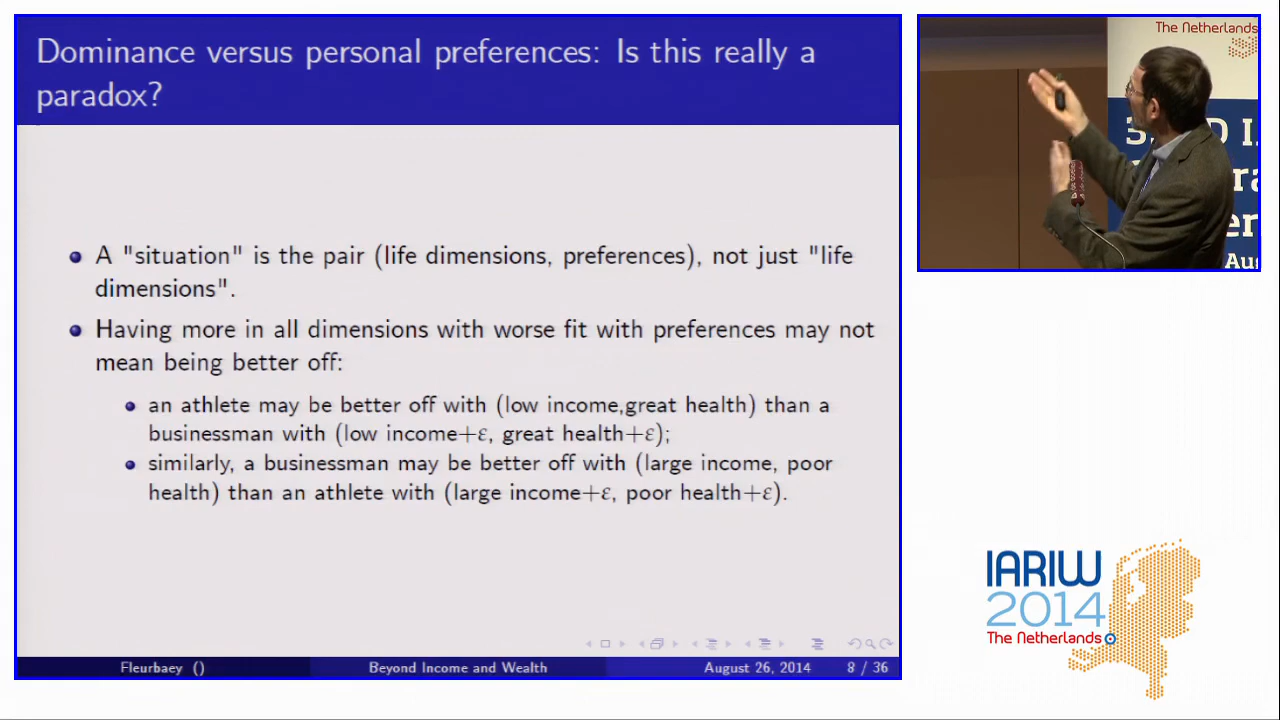 Dominance versus personal preferences: Is this really a
paradox?
A "situation" is the pair (life dimensions, preferences), not just "life
dimensions".
Having more in all dimensions with worse fit with preferences may not
mean being better off:
an athlete may be better off with (low income,great health) than a
businessman with (low income+ε, great health+ε);
similarly, a businessman may be better off with (large income, poor
health) than an athlete with (large income+ε, poor health+ε).
Fleurbaey ()
Beyond Income and Wealth
August 26, 2014
8 / 36
The Netherlands
Aug
IARIW
2014
The Netherlands